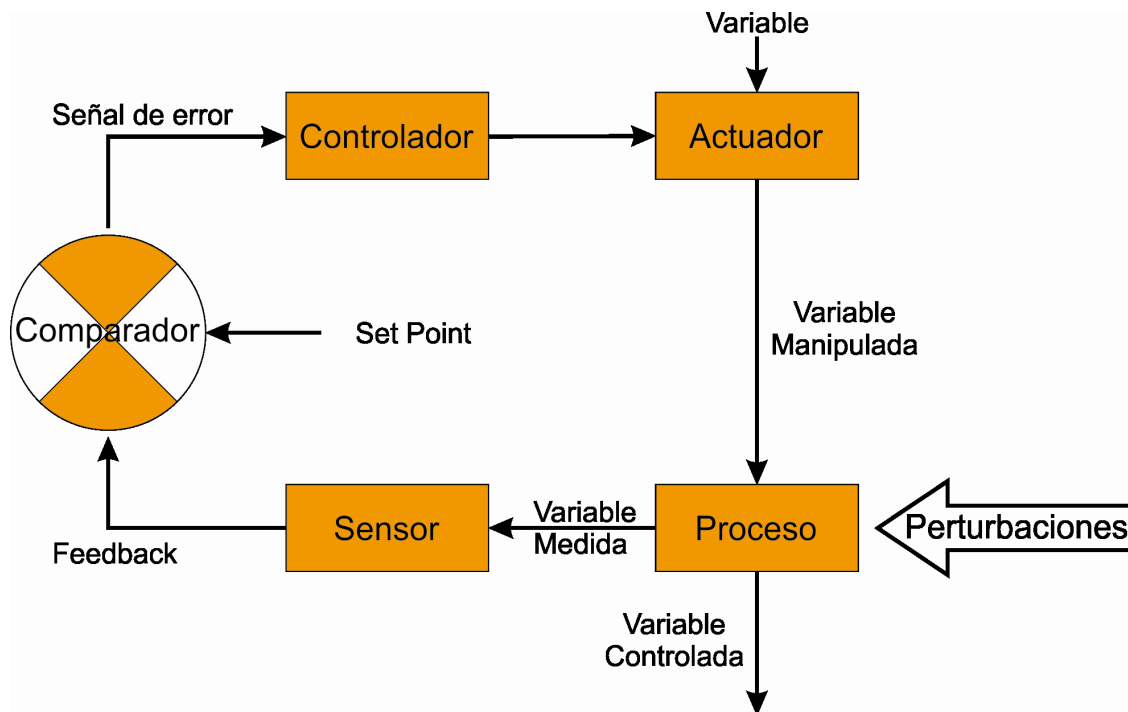 Variable
Señal de error
Controlador
Actuador
Comparador
Set Point
Variable
Manipulada
Feedback
Sensor
Variable
Medida
Proceso
Perturbaciones
Variable
Controlada